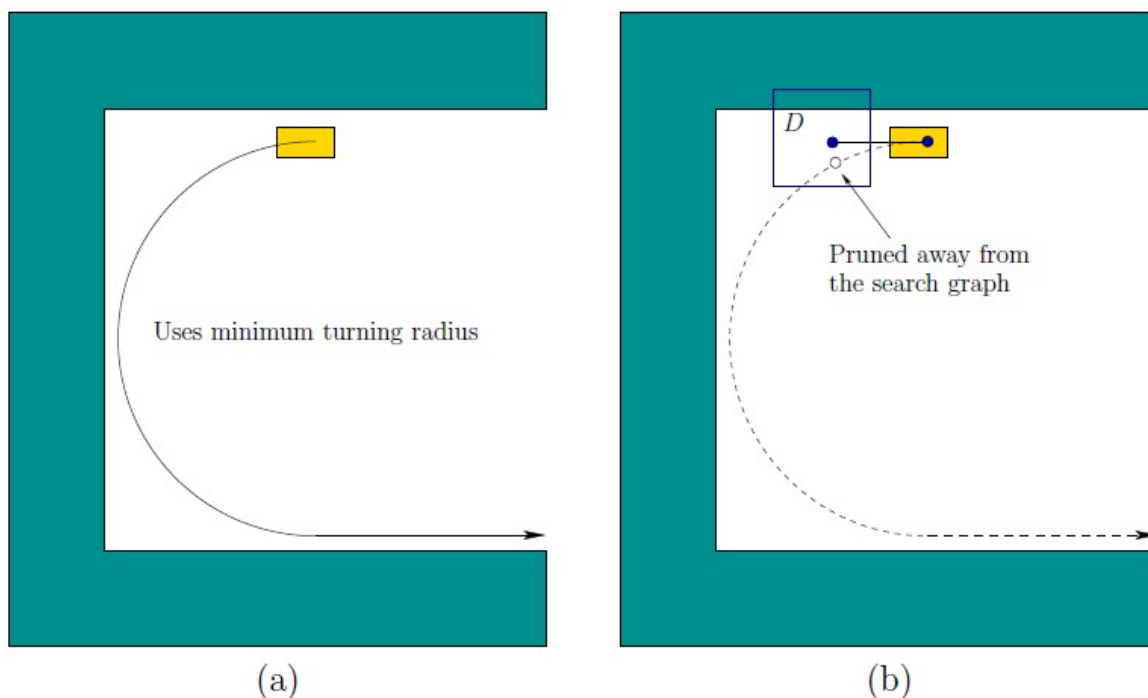 Uses minimum turning radius
(a)
D
Pruned away from
the search graph
(b)